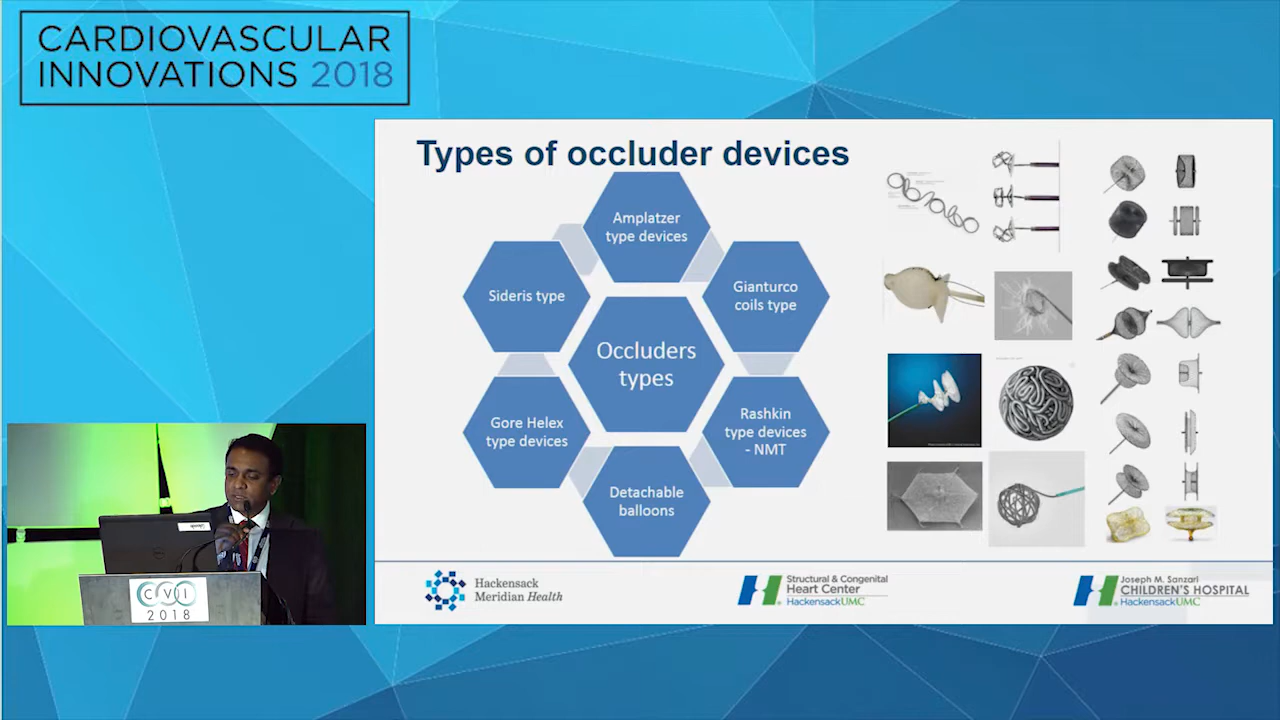 CARDIOVASCULAR
INNOVATIONS 2018
Types of occluder devices
Amplatzer
type devices
Gianturco
coils type
Rashkin
type devices
- NMT
Detachable
balloons
Gore Helex
type devices
Sideris type
Occluders
types
Hackensack
Meridian Health
Structural & Congenital
Heart Center
HackensackUMC
Joseph M. Sanzari
CHILDREN'S HOSPITAL
HackensackUMC
CVI
2018